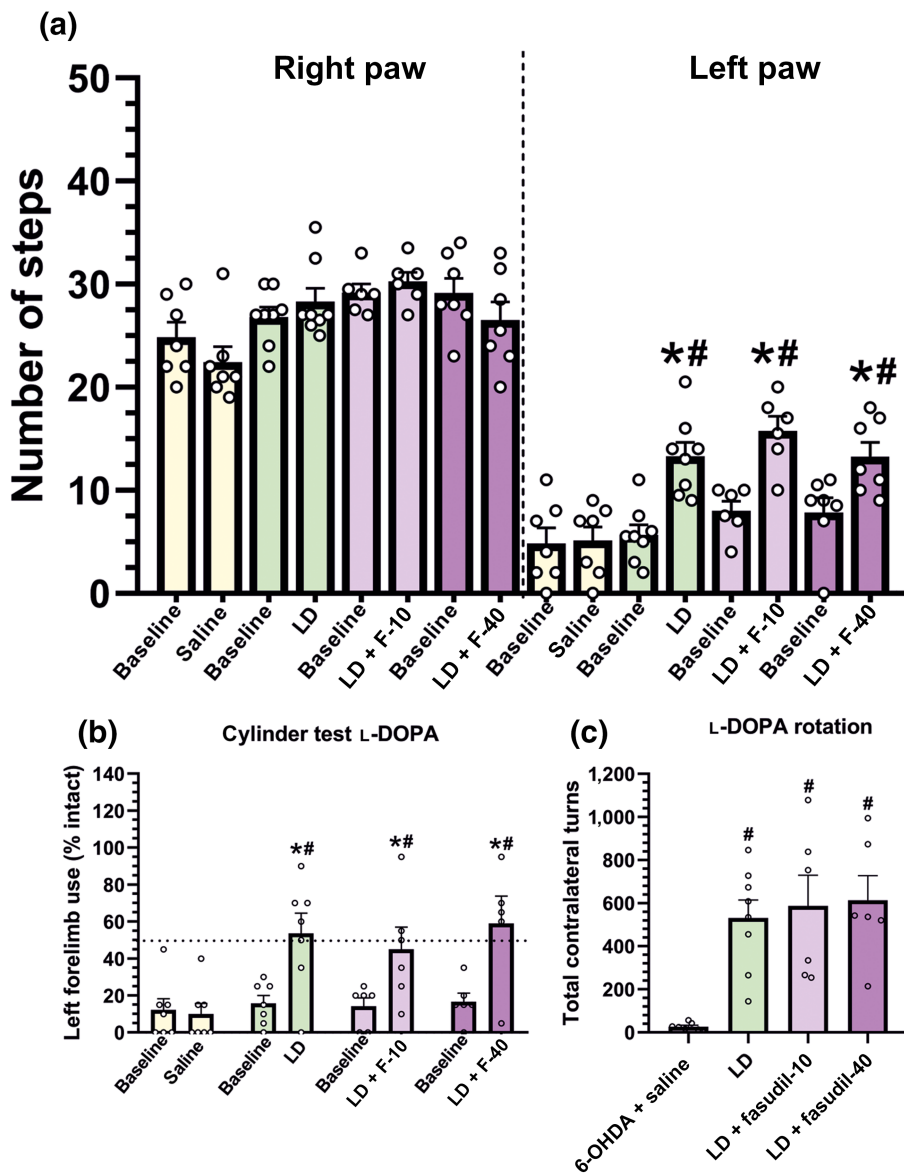 (a)
Right paw
Left paw
Number of steps
50
40
30
20
10
0
*#
*#
*#
Baseline
Saline
Baseline
LD
Baseline
LD + F-10
Baseline
LD + F-40
Baseline
Saline
Baseline
LD
Baseline
LD + F-10
Baseline
LD + F-40
(b)
Cylinder test L-DOPA
Left forelimb use (% intact)
140
120
100
80
60
40
20
0
*#
*#
*#
Baseline
Saline
Baseline
LD
Baseline
LD + F-10
Baseline
LD + F-40
(c)
L-DOPA rotation
Total contralateral turns
1,200
1,000
800
600
400
200
0
#
#
#
6-OHDA + saline
LD
LD + fasudil-10
LD + fasudil-40